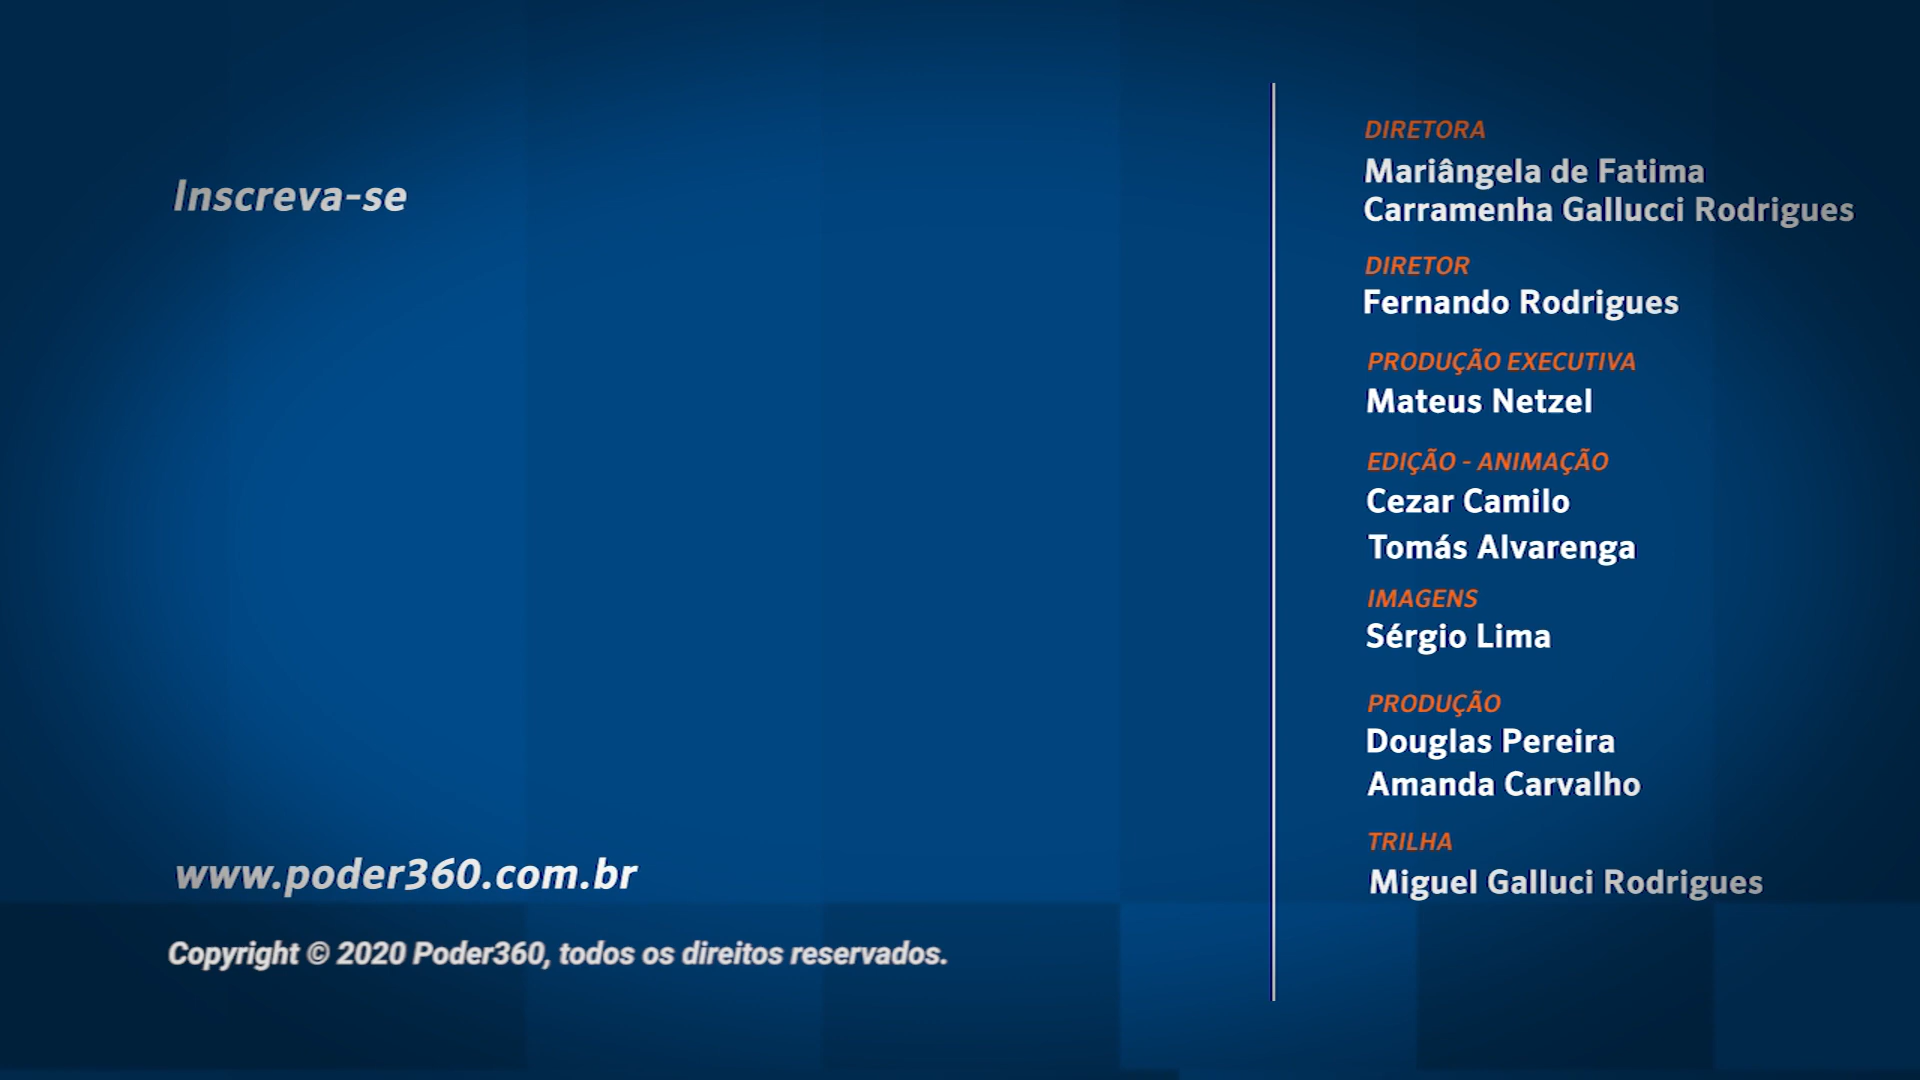 Inscreva-se
www.poder360.com.br
Copyright © 2020 Poder360, todos os direitos reservados.
DIRETORA
Mariângela de Fatima
Carramenha Gallucci Rodrigues
DIRETOR
Fernando Rodrigues
PRODUÇÃO EXECUTIVA
Mateus Netzel
EDIÇÃO - ANIMAÇÃO
Cezar Camilo
Tomás Alvarenga
IMAGENS
Sérgio Lima
PRODUÇÃO
Douglas Pereira
Amanda Carvalho
TRILHA
Miguel Galluci Rodrigues